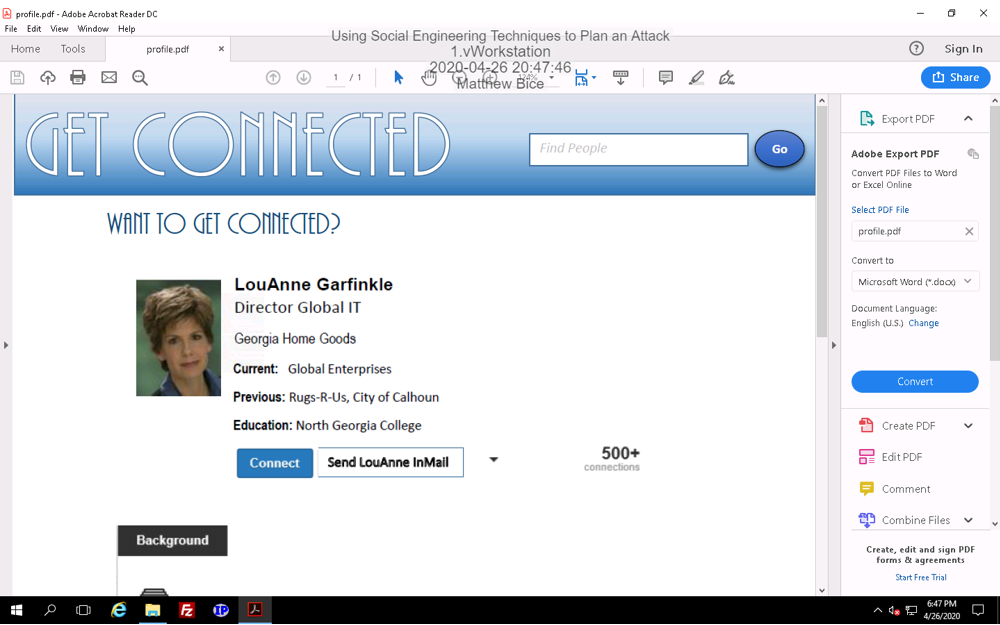 profile.pdf - Adobe Acrobat Reader DC
File Edit View Window Help
Using Social Engineering Techniques to Plan an Attack
1.vWorkstation
2020-04-26 20:47:46
Matthew Bice
Home Tools profile.pdf × ? Sign In
1 / 1 124% Share
GET CONNECTED
Find People Go
WANT TO GET CONNECTED?
LouAnne Garfinkle
Director Global IT
Georgia Home Goods
Current: Global Enterprises
Previous: Rugs-R-Us, City of Calhoun
Education: North Georgia College
Connect Send LouAnne InMail
500+
connections
Background
Export PDF
Adobe Export PDF
Convert PDF Files to Word
or Excel Online
Select PDF File
profile.pdf
Convert to
Microsoft Word (*.docx)
Document Language:
English (U.S.) Change
Convert
Create PDF
Edit PDF
Comment
Combine Files
Create, edit and sign PDF
forms & agreements
Start Free Trial
6:47 PM
4/26/2020